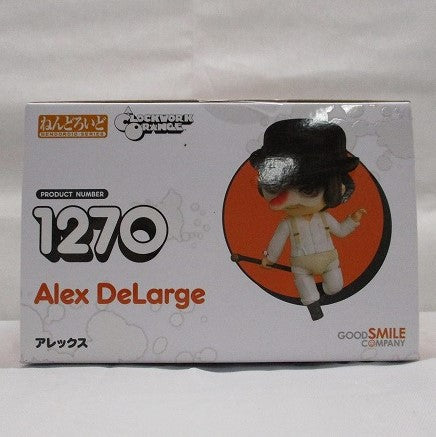 ねんどろいど
NENDOROID SERIES
CLOCKWORK
ORANGE
PRODUCT NUMBER
1270
Alex DeLarge
アレックス
GOOD SMILE
COMPANY